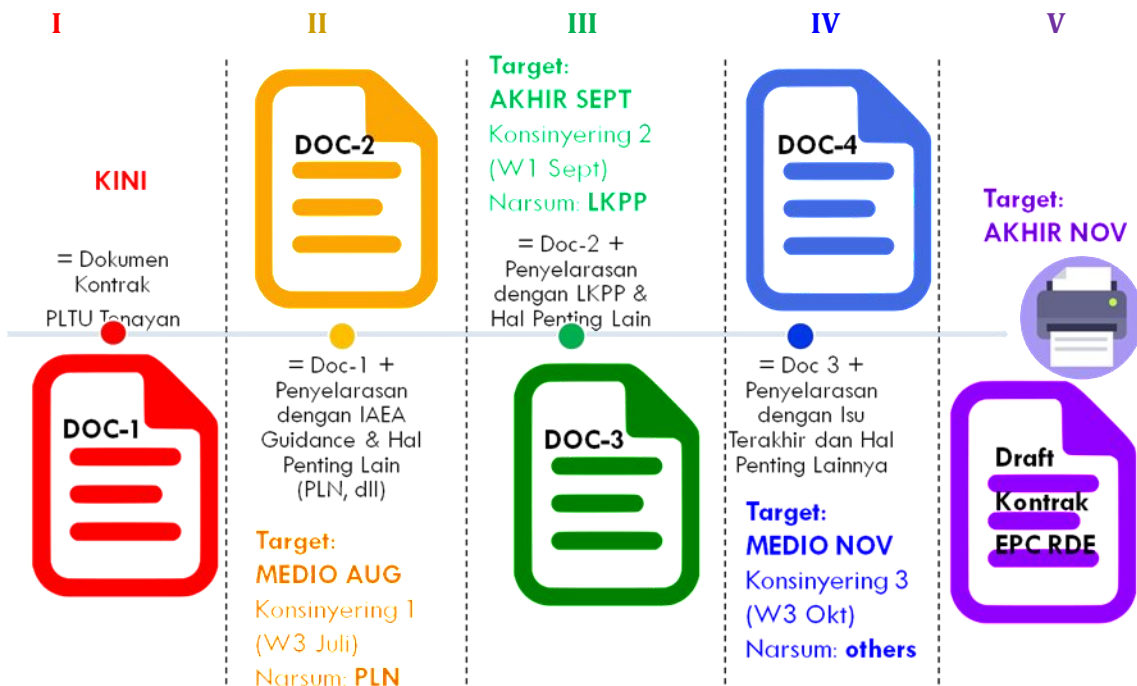 I
KINI
= Dokumen
Kontrak
PLTU Tenayan
DOC-1
II
DOC-2
= Doc-1 +
Penyelarasan
dengan IAEA
Guidance & Hal
Penting Lain
(PLN, dll)
Target:
MEDIO AUG
Konsinyering 1
(W3 Juli)
Narsum: PLN
III
Target:
AKHIR SEPT
Konsinyering 2
(W1 Sept)
Narsum: LKPP
= Doc-2 +
Penyelarasan
dengan LKPP &
Hal Penting Lain
DOC-3
IV
DOC-4
= Doc 3 +
Penyelarasan
dengan Isu
Terakhir dan Hal
Penting Lainnya
Target:
MEDIO NOV
Konsinyering 3
(W3 Okt)
Narsum: others
V
Target:
AKHIR NOV
Draft
Kontrak
EPC RDE